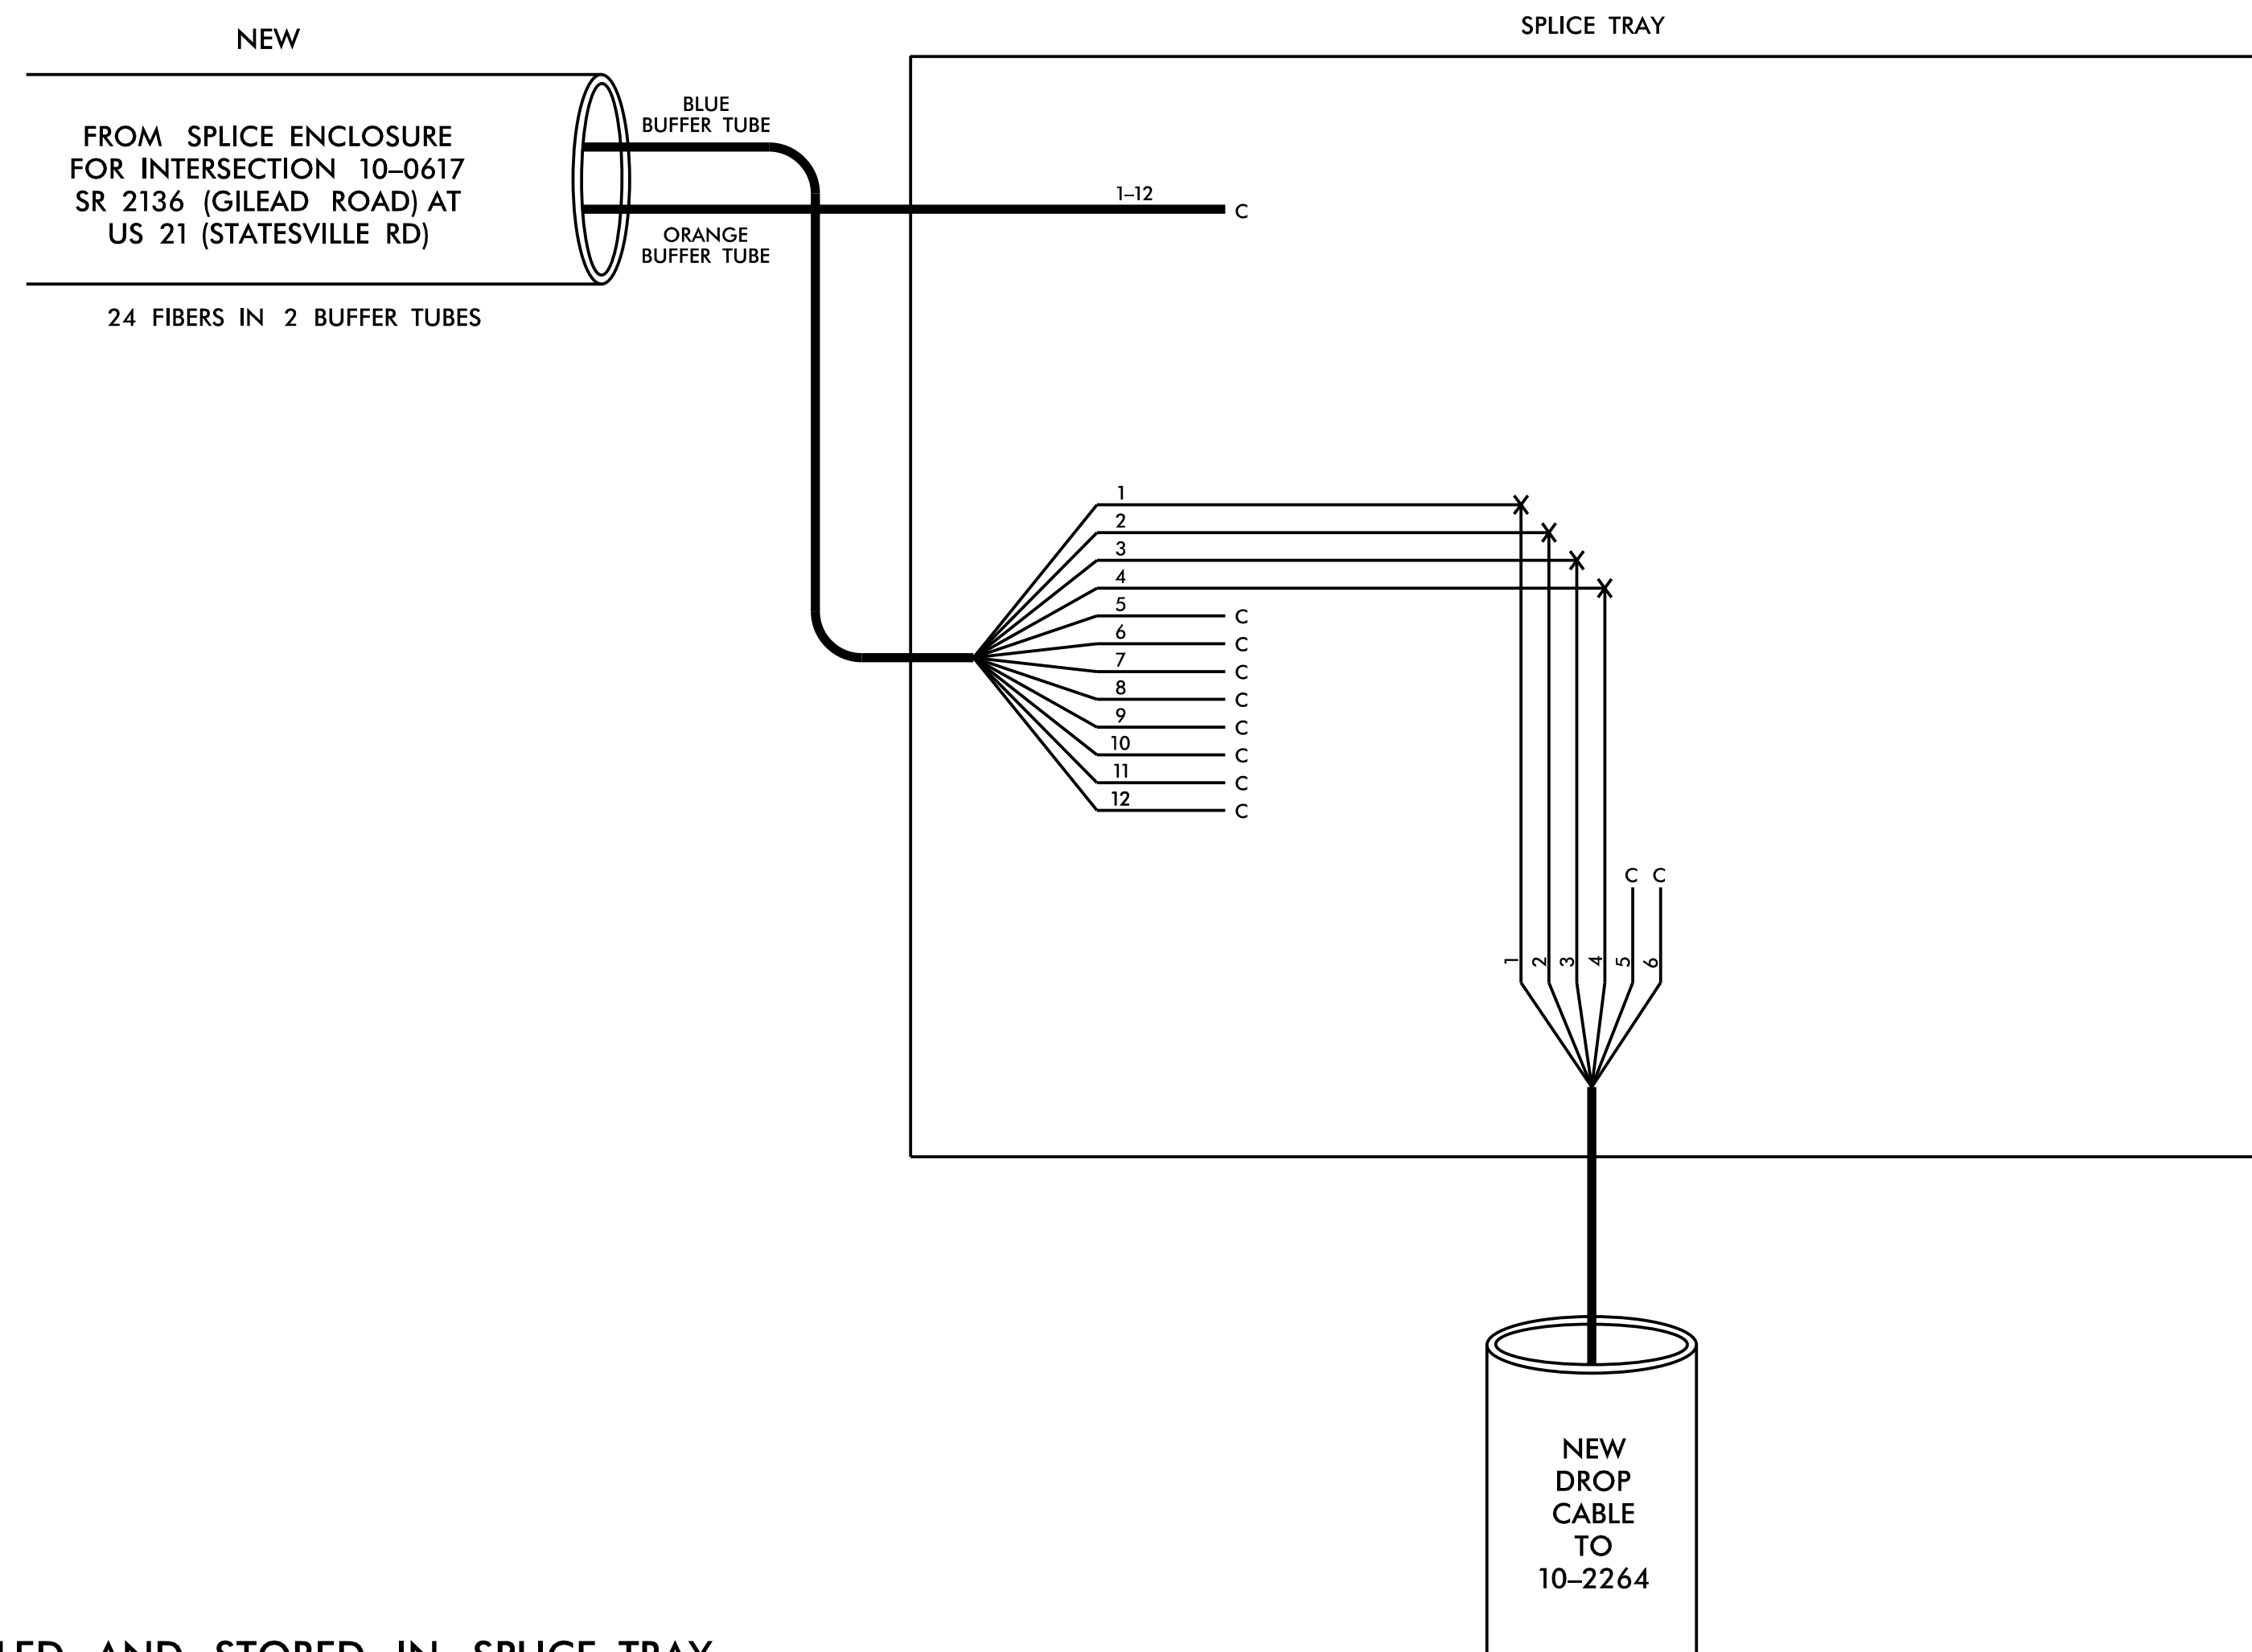 NEW
SPLICE TRAY
FROM SPLICE ENCLOSURE
FOR INTERSECTION 10–0617
SR 2136 (GILEAD ROAD) AT
US 21 (STATESVILLE RD)
24 FIBERS IN 2 BUFFER TUBES
BLUE
BUFFER TUBE
ORANGE
BUFFER TUBE
1–12
C
1
2
3
4
5 C
6 C
7 C
8 C
9 C
10 C
11 C
12 C
C C
1 2 3 4 5 6
NEW
DROP
CABLE
TO
10–2264
AND STORED IN SPLICE TRAY